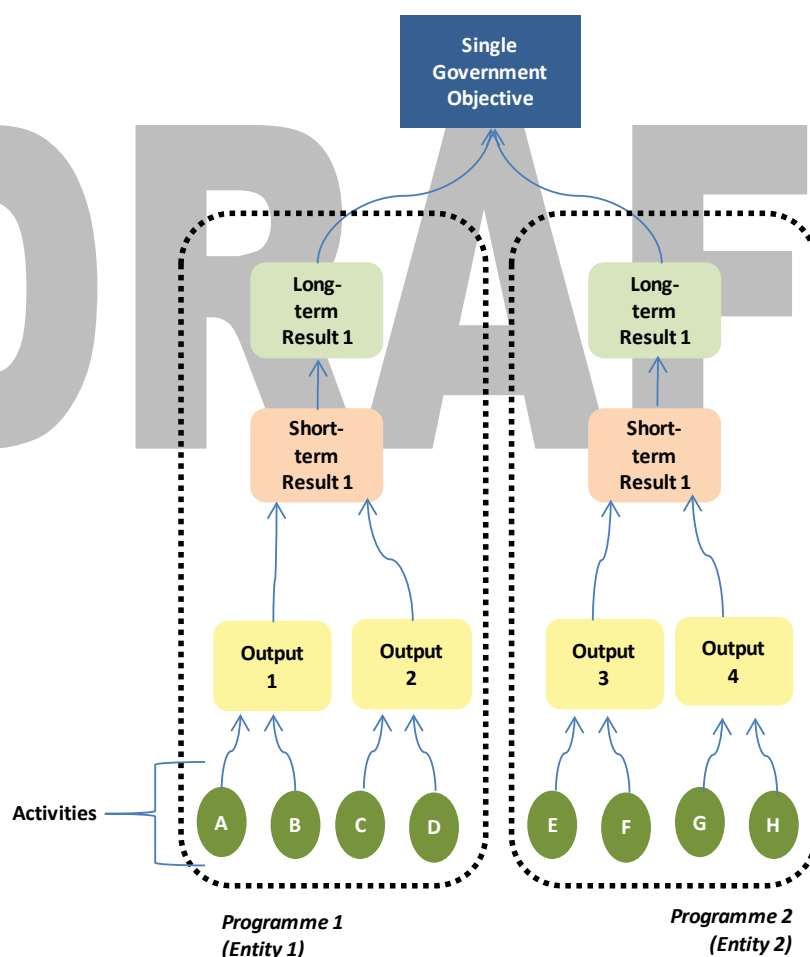 Single
Government
Objective
DRAF
Long-
term
Result 1
Long-
term
Result 1
Short-
term
Result 1
Short-
term
Result 1
Output
1
Output
2
Output
3
Output
4
Activities
A
B
C
D
E
F
G
H
Programme 1
(Entity 1)
Programme 2
(Entity 2)